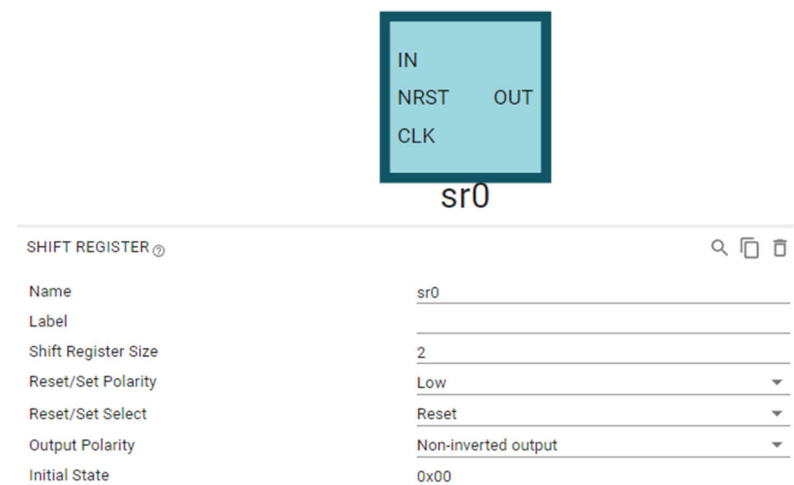 IN
NRST OUT
CLK
sr0
SHIFT REGISTER
Name sr0
Label
Shift Register Size 2
Reset/Set Polarity Low
Reset/Set Select Reset
Output Polarity Non-inverted output
Initial State 0x00